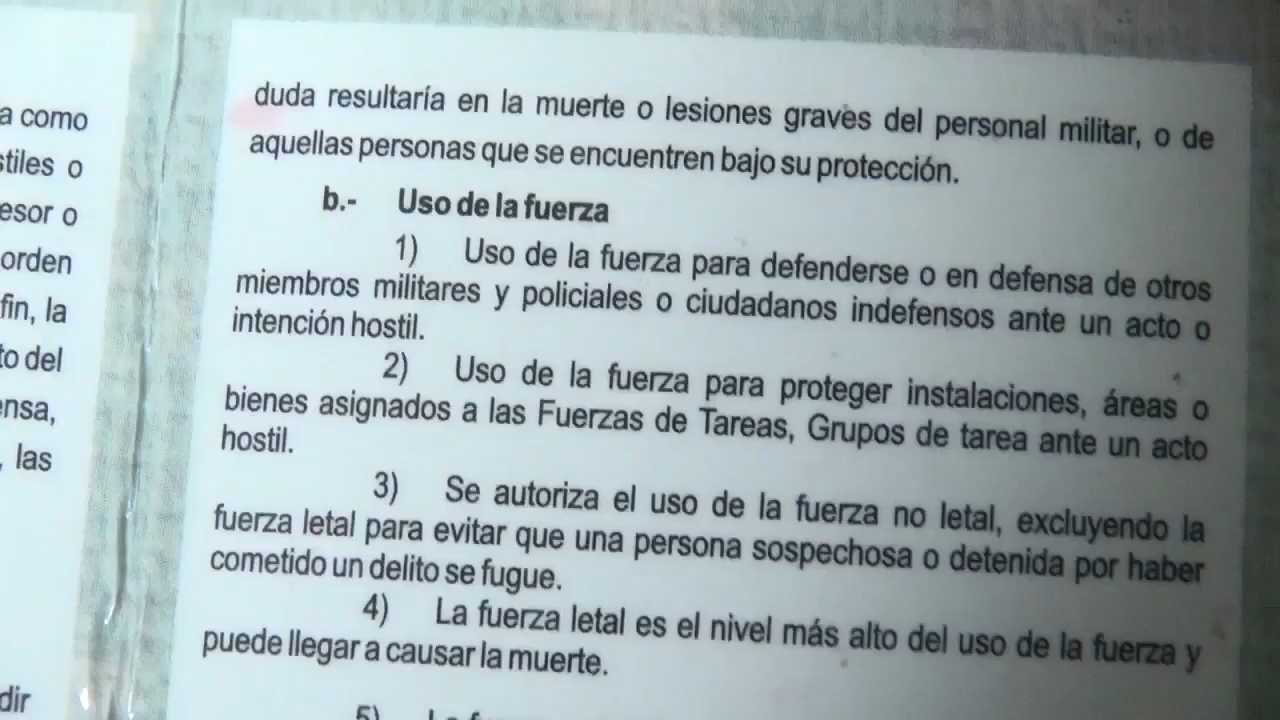 a como
stiles o
esor o
orden
fin, la
to del
ensa,
, las
dir
duda resultaría en la muerte o lesiones graves del personal militar, o de
aquellas personas que se encuentren bajo su protección.
b.- Uso de la fuerza
1) Uso de la fuerza para defenderse o en defensa de otros
miembros militares y policiales o ciudadanos indefensos ante un acto o
intención hostil.
2) Uso de la fuerza para proteger instalaciones, áreas o
bienes asignados a las Fuerzas de Tareas, Grupos de tarea ante un acto
hostil.
3) Se autoriza el uso de la fuerza no letal, excluyendo la
fuerza letal para evitar que una persona sospechosa o detenida por haber
cometido un delito se fugue.
4) La fuerza letal es el nivel más alto del uso de la fuerza y
puede llegar a causar la muerte.
5)